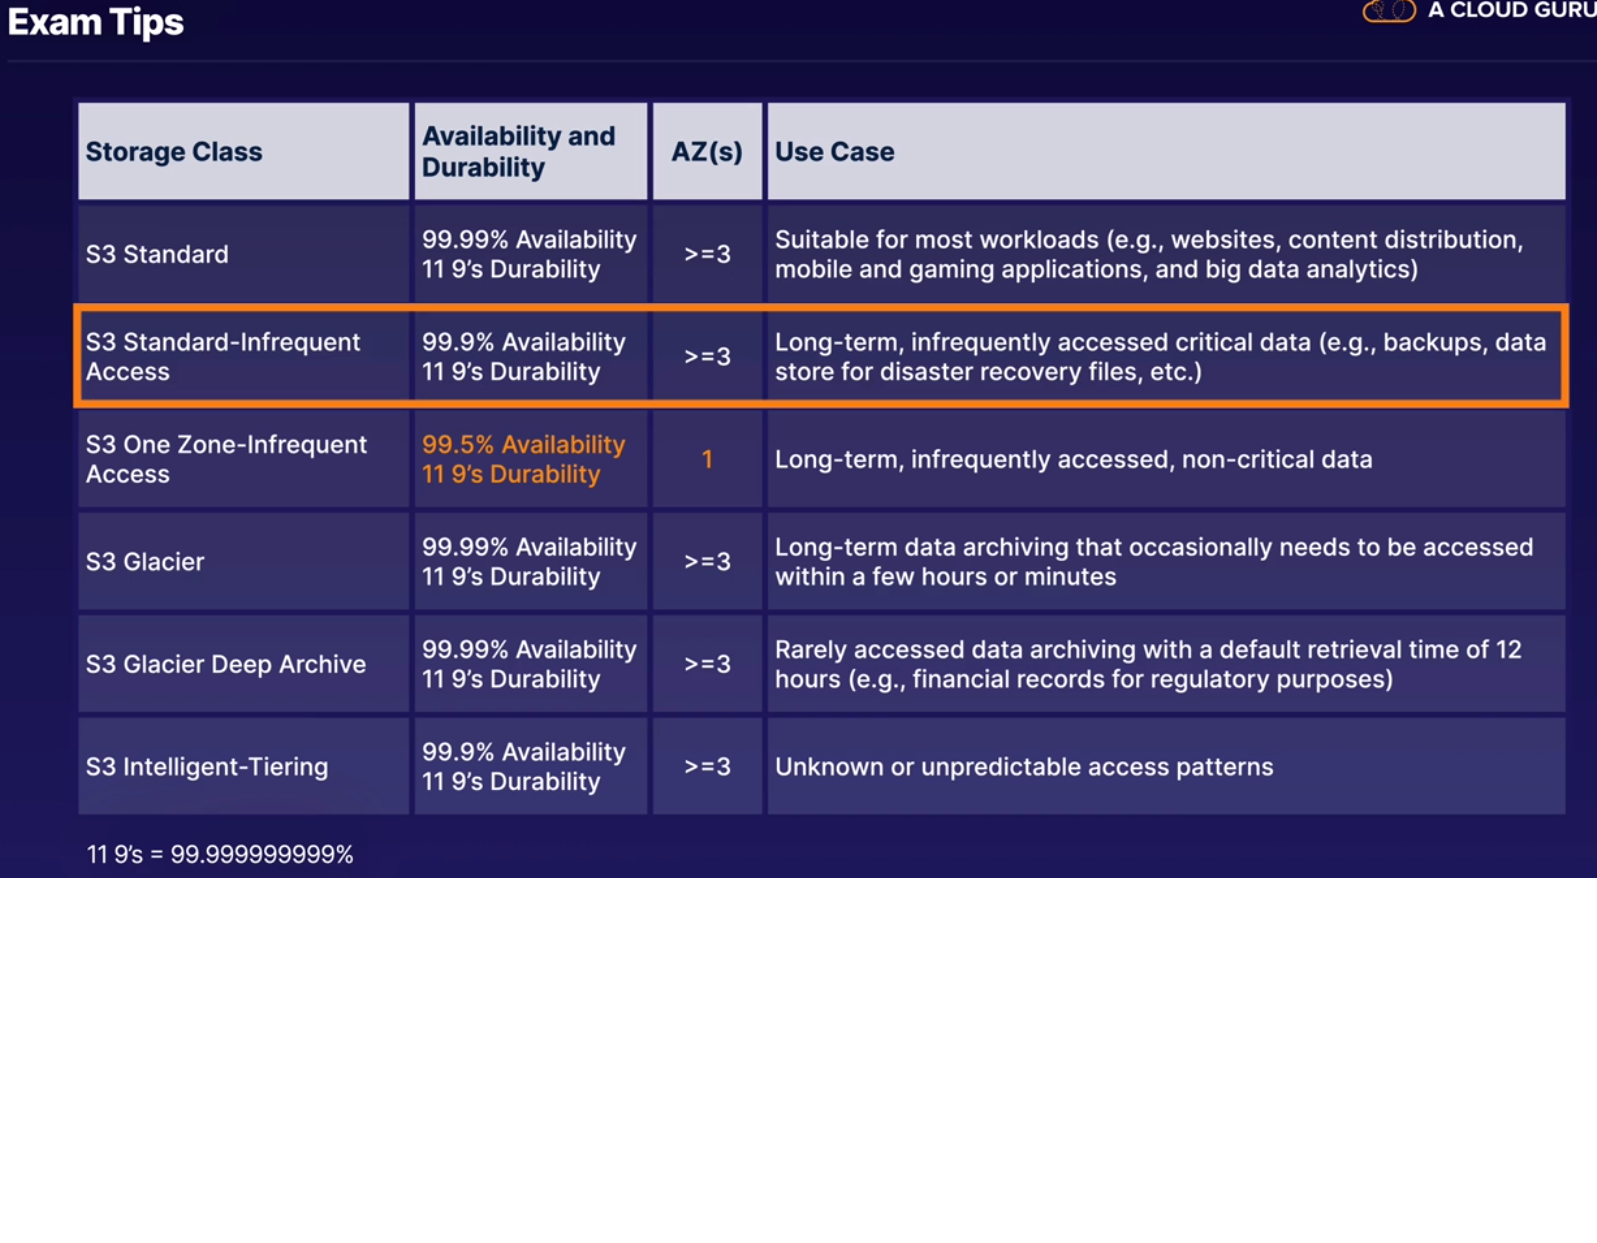 Exam Tips
A CLOUD GURU
Storage Class
Availability and
Durability
AZ(s)
Use Case
S3 Standard
99.99% Availability
11 9's Durability
>=3
Suitable for most workloads (e.g., websites, content distribution,
mobile and gaming applications, and big data analytics)
S3 Standard-Infrequent
Access
99.9% Availability
11 9's Durability
>=3
Long-term, infrequently accessed critical data (e.g., backups, data
store for disaster recovery files, etc.)
S3 One Zone-Infrequent
Access
99.5% Availability
11 9's Durability
1
Long-term, infrequently accessed, non-critical data
S3 Glacier
99.99% Availability
11 9's Durability
>=3
Long-term data archiving that occasionally needs to be accessed
within a few hours or minutes
S3 Glacier Deep Archive
99.99% Availability
11 9's Durability
>=3
Rarely accessed data archiving with a default retrieval time of 12
hours (e.g., financial records for regulatory purposes)
S3 Intelligent-Tiering
99.9% Availability
11 9's Durability
>=3
Unknown or unpredictable access patterns
11 9's = 99.999999999%